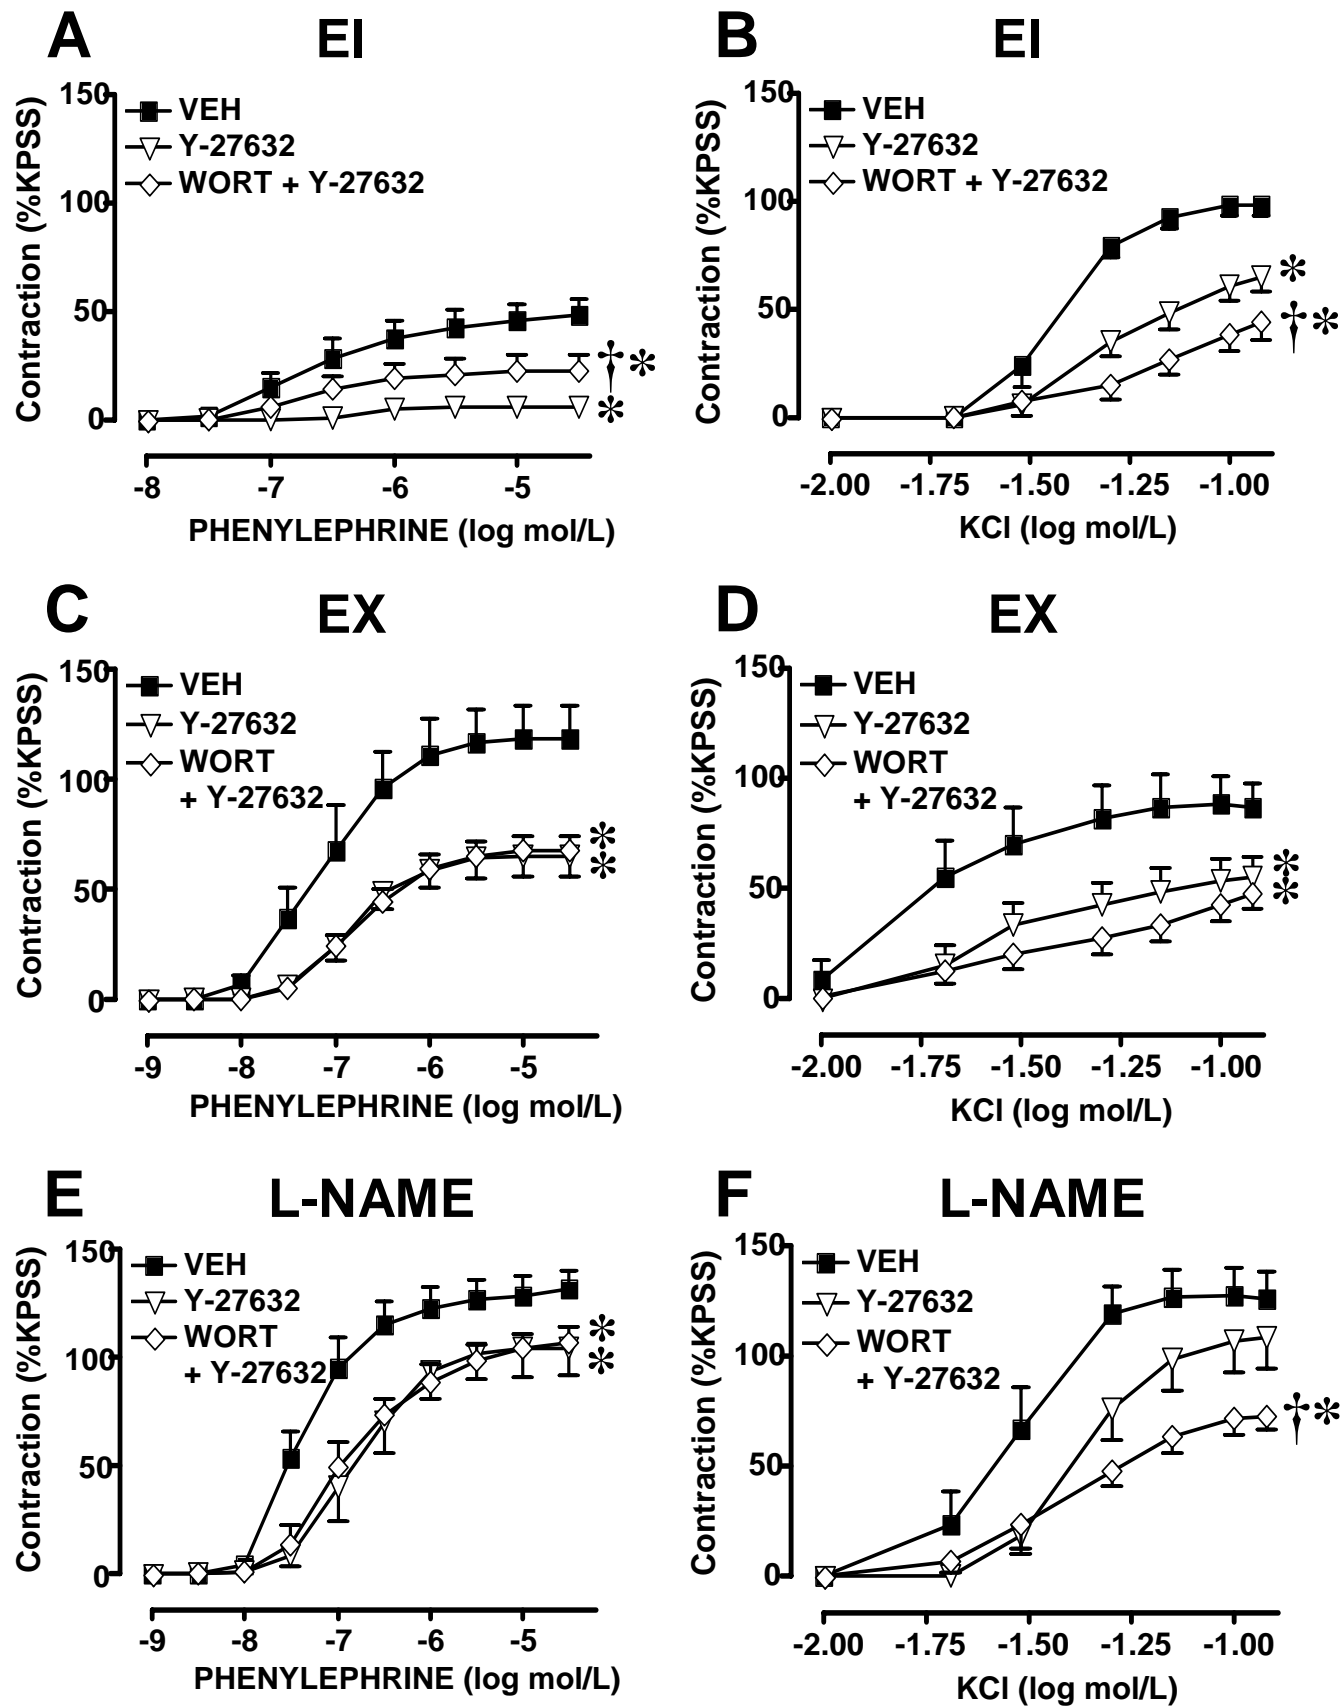 A EI
150
100
50
0
Contraction (%KPSS)
VEH
Y-27632
WORT + Y-27632
†*
*
-8 -7 -6 -5
PHENYLEPHRINE (log mol/L)
B EI
150
100
50
0
Contraction (%KPSS)
VEH
Y-27632
WORT + Y-27632
*
†*
-2.00 -1.75 -1.50 -1.25 -1.00
KCl (log mol/L)
C EX
150
100
50
0
Contraction (%KPSS)
VEH
Y-27632
WORT
+ Y-27632
*
*
-9 -8 -7 -6 -5
PHENYLEPHRINE (log mol/L)
D EX
150
100
50
0
Contraction (%KPSS)
VEH
Y-27632
WORT
+ Y-27632
*
*
-2.00 -1.75 -1.50 -1.25 -1.00
KCl (log mol/L)
E L-NAME
150
100
50
0
Contraction (%KPSS)
VEH
Y-27632
WORT
+ Y-27632
*
*
-9 -8 -7 -6 -5
PHENYLEPHRINE (log mol/L)
F L-NAME
150
100
50
0
Contraction (%KPSS)
VEH
Y-27632
WORT
+ Y-27632
†*
-2.00 -1.75 -1.50 -1.25 -1.00
KCl (log mol/L)